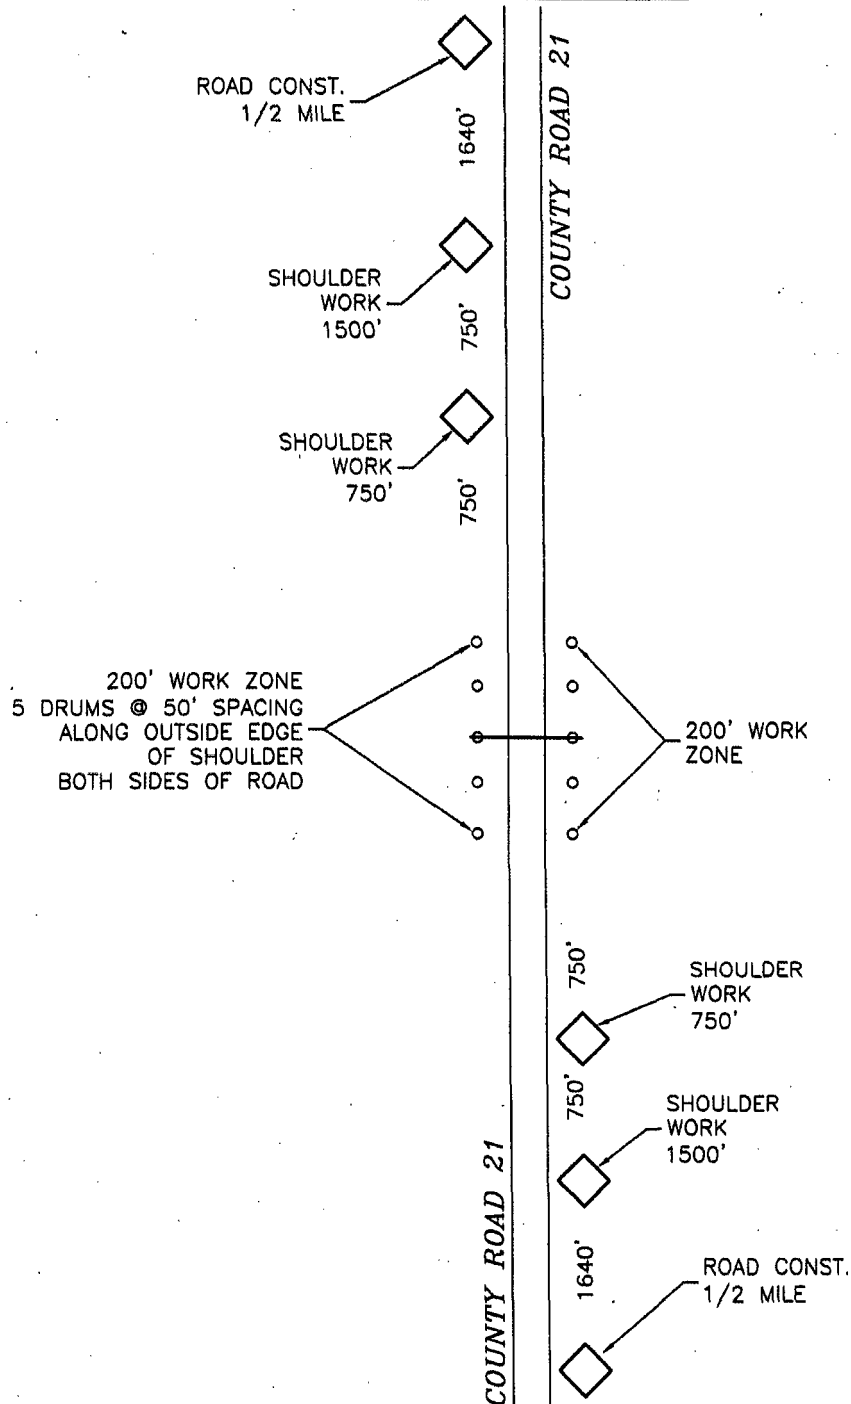 COUNTY ROAD 21
ROAD CONST.
1/2 MILE
1640'
SHOULDER
WORK
1500'
750'
SHOULDER
WORK
750'
750'
200' WORK ZONE
5 DRUMS @ 50' SPACING
ALONG OUTSIDE EDGE
OF SHOULDER
BOTH SIDES OF ROAD
200' WORK
ZONE
750'
SHOULDER
WORK
750'
750'
SHOULDER
WORK
1500'
COUNTY ROAD 21
1640'
ROAD CONST.
1/2 MILE